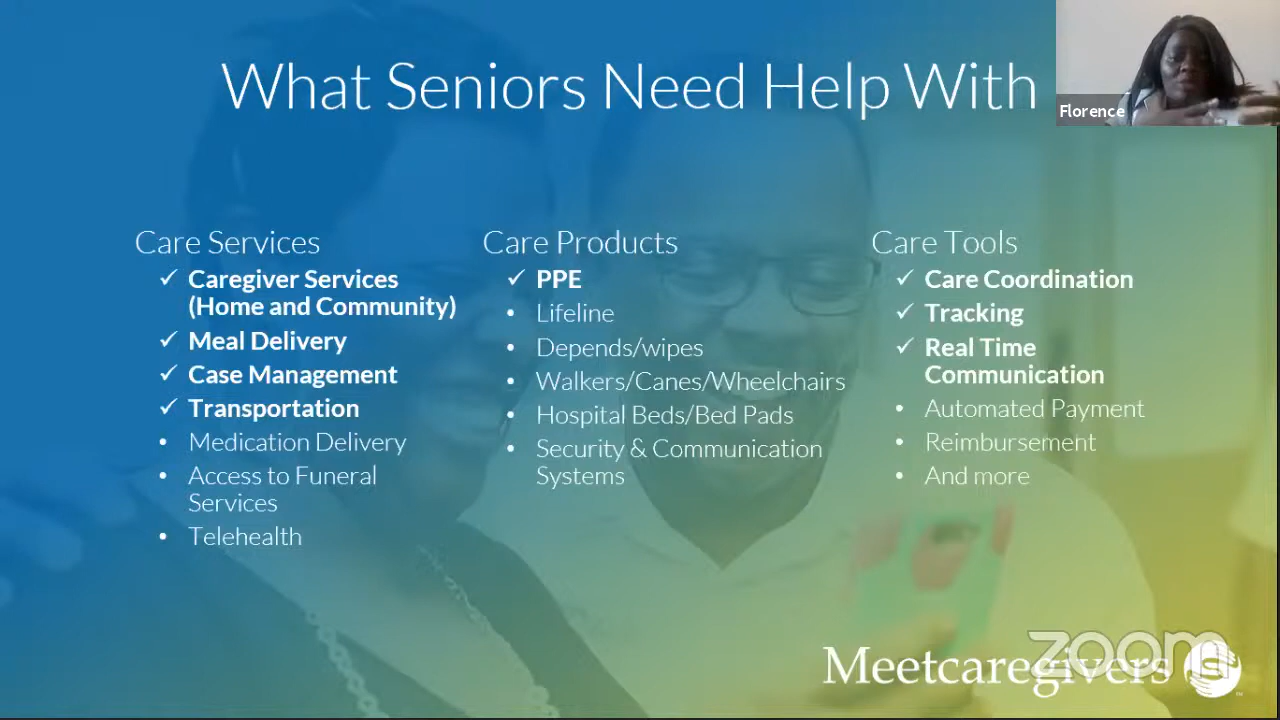 What Seniors Need Help With
Florence
Care Services
✓ Caregiver Services
(Home and Community)
✓ Meal Delivery
✓ Case Management
✓ Transportation
• Medication Delivery
• Access to Funeral
Services
• Telehealth
Care Products
✓ PPE
• Lifeline
• Depends/wipes
• Walkers/Canes/Wheelchairs
• Hospital Beds/Bed Pads
• Security & Communication
Systems
Care Tools
✓ Care Coordination
✓ Tracking
✓ Real Time
Communication
• Automated Payment
• Reimbursement
• And more
zoom
Meetcaregivers